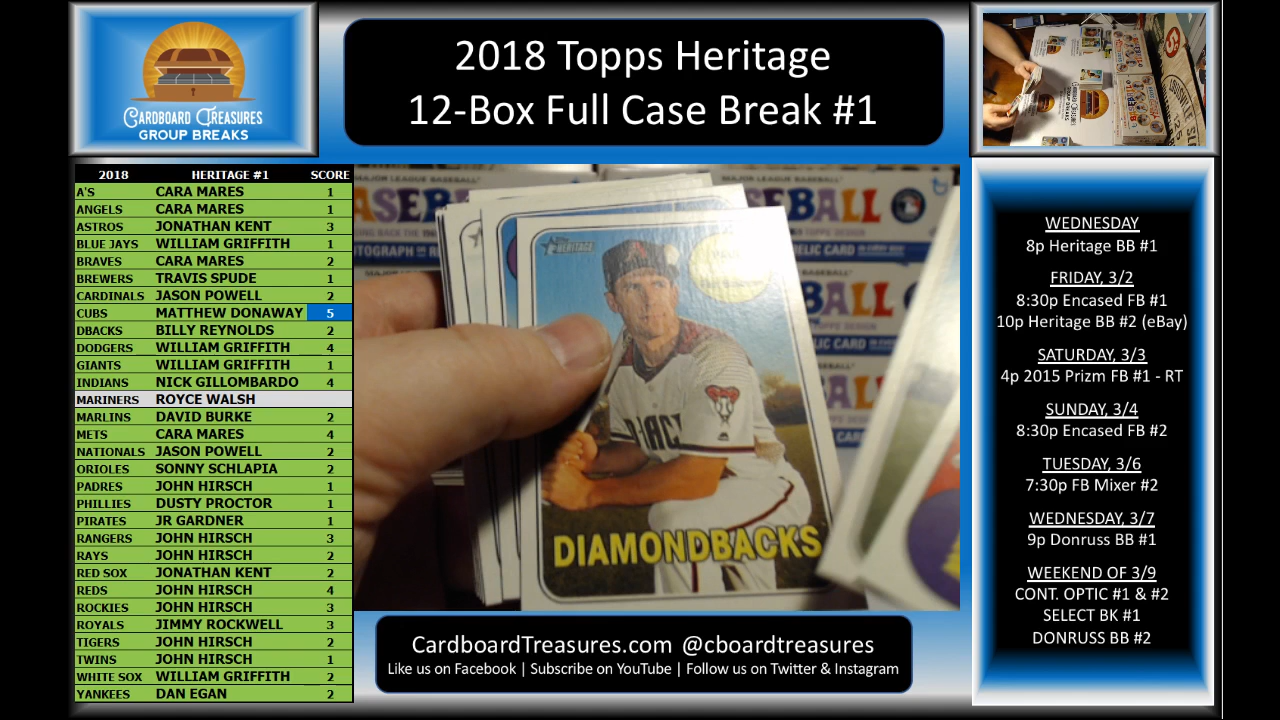 CARDBOARD TREASURES
GROUP BREAKS
2018 Topps Heritage
12-Box Full Case Break #1
2018 HERITAGE #1 SCORE
A'S CARA MARES 1
ANGELS CARA MARES 1
ASTROS JONATHAN KENT 3
BLUE JAYS WILLIAM GRIFFITH 1
BRAVES CARA MARES 2
BREWERS TRAVIS SPUDE 1
CARDINALS JASON POWELL 2
CUBS MATTHEW DONAWAY 5
DBACKS BILLY REYNOLDS 2
DODGERS WILLIAM GRIFFITH 4
GIANTS WILLIAM GRIFFITH 1
INDIANS NICK GILLOMBARDO 4
MARINERS ROYCE WALSH
MARLINS DAVID BURKE 2
METS CARA MARES 4
NATIONALS JASON POWELL 2
ORIOLES SONNY SCHLAPIA 2
PADRES JOHN HIRSCH 1
PHILLIES DUSTY PROCTOR 1
PIRATES JR GARDNER 1
RANGERS JOHN HIRSCH 3
RAYS JOHN HIRSCH 2
RED SOX JONATHAN KENT 2
REDS JOHN HIRSCH 4
ROCKIES JOHN HIRSCH 3
ROYALS JIMMY ROCKWELL 3
TIGERS JOHN HIRSCH 2
TWINS JOHN HIRSCH 1
WHITE SOX WILLIAM GRIFFITH 2
YANKEES DAN EGAN 2
MAJOR LEAGUE BASEBALL
HERITAGE
DIAMONDBACKS
CardboardTreasures.com @cboardtreasures
Like us on Facebook | Subscribe on YouTube | Follow us on Twitter & Instagram
WEDNESDAY
8p Heritage BB #1
FRIDAY, 3/2
8:30p Encased FB #1
10p Heritage BB #2 (eBay)
SATURDAY, 3/3
4p 2015 Prizm FB #1 - RT
SUNDAY, 3/4
8:30p Encased FB #2
TUESDAY, 3/6
7:30p FB Mixer #2
WEDNESDAY, 3/7
9p Donruss BB #1
WEEKEND OF 3/9
CONT. OPTIC #1 & #2
SELECT BK #1
DONRUSS BB #2